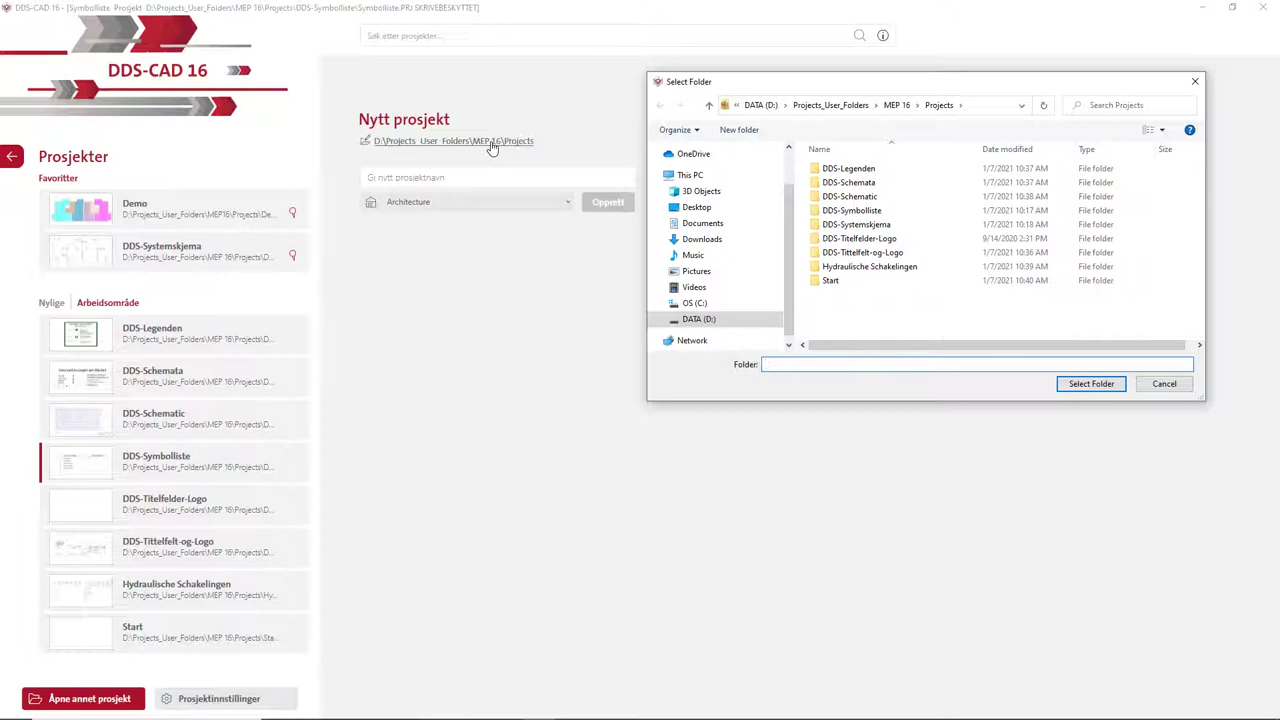 DDS-CAD 16 - [Symbolliste Prosjekt - D:\Projects_User_Folders\MEP 16\Projects\DDS-Symbolliste\Symbolliste.PRJ SKRIVEBESKYTTET]
DDS-CAD 16
Søk etter prosjekter...
Prosjekter
Favoritter
Demo
D:\Projects_User_Folders\MEP16\Projects\De...
DDS-Systemskjema
D:\Projects_User_Folders\MEP16\Projects\D...
Nylige
Arbeidsområde
DDS-Legenden
D:\Projects_User_Folders\MEP 16\Projects\D...
DDS-Schemata
D:\Projects_User_Folders\MEP 16\Projects\D...
DDS-Schematic
D:\Projects_User_Folders\MEP 16\Projects\D...
DDS-Symbolliste
D:\Projects_User_Folders\MEP 16\Projects\D...
DDS-Titelfelder-Logo
D:\Projects_User_Folders\MEP 16\Projects\D...
DDS-Tittelfelt-og-Logo
D:\Projects_User_Folders\MEP 16\Projects\D...
Hydraulische Schakelingen
D:\Projects_User_Folders\MEP 16\Projects\Hy...
Start
D:\Projects_User_Folders\MEP 16\Projects\Sta...
Åpne annet prosjekt
Prosjektinnstillinger
Nytt prosjekt
D:\Projects_User_Folders\MEP 16\Projects
Gi nytt prosjektnavn
Architecture
Opprett
Select Folder
« DATA (D:) > Projects_User_Folders > MEP 16 > Projects >
Search Projects
Organize
New folder
OneDrive
This PC
3D Objects
Desktop
Documents
Downloads
Music
Pictures
Videos
OS (C:)
DATA (D:)
Network
Name Date modified Type Size
DDS-Legenden 1/7/2021 10:37 AM File folder
DDS-Schemata 1/7/2021 10:37 AM File folder
DDS-Schematic 1/7/2021 10:38 AM File folder
DDS-Symbolliste 1/7/2021 10:17 AM File folder
DDS-Systemskjema 1/7/2021 10:18 AM File folder
DDS-Titelfelder-Logo 9/14/2020 2:31 PM File folder
DDS-Tittelfelt-og-Logo 1/7/2021 10:36 AM File folder
Hydraulische Schakelingen 1/7/2021 10:39 AM File folder
Start 1/7/2021 10:40 AM File folder
Folder:
Select Folder
Cancel